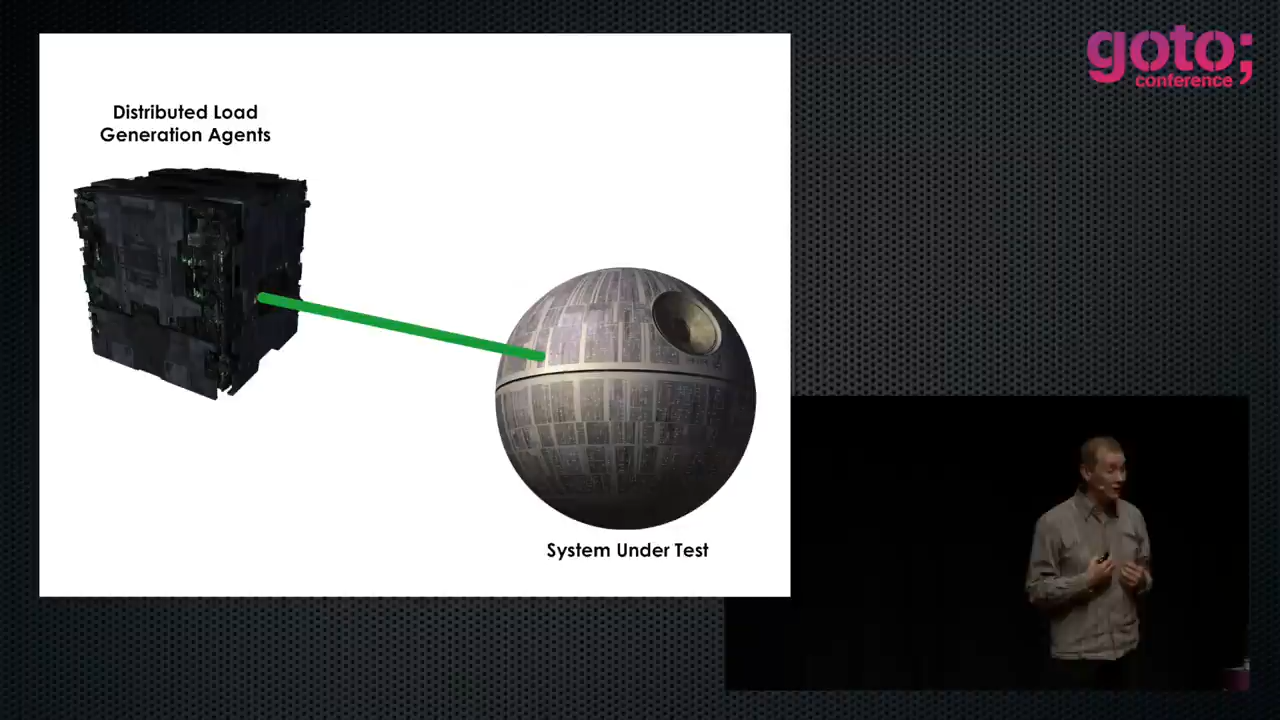 goto;
conference
Distributed Load
Generation Agents
System Under Test